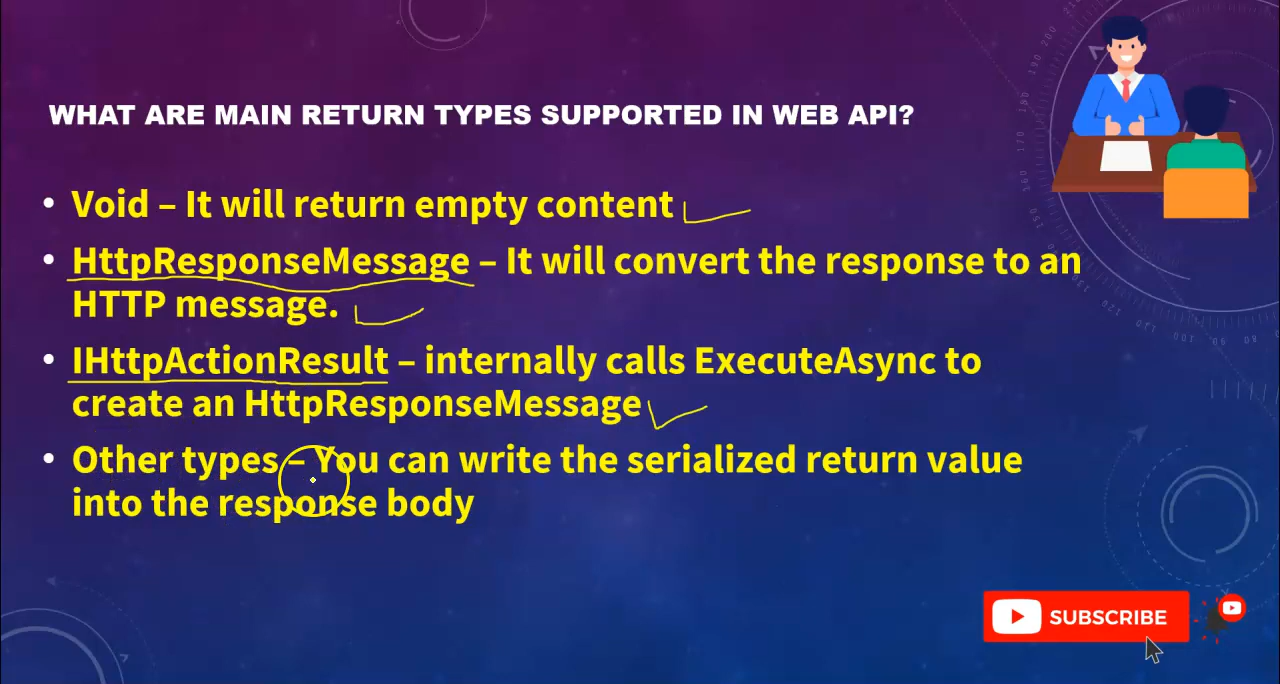 WHAT ARE MAIN RETURN TYPES SUPPORTED IN WEB API?
• Void – It will return empty content
• HttpResponseMessage – It will convert the response to an
HTTP message.
• IHttpActionResult – internally calls ExecuteAsync to
create an HttpResponseMessage
• Other types – You can write the serialized return value
into the response body
SUBSCRIBE